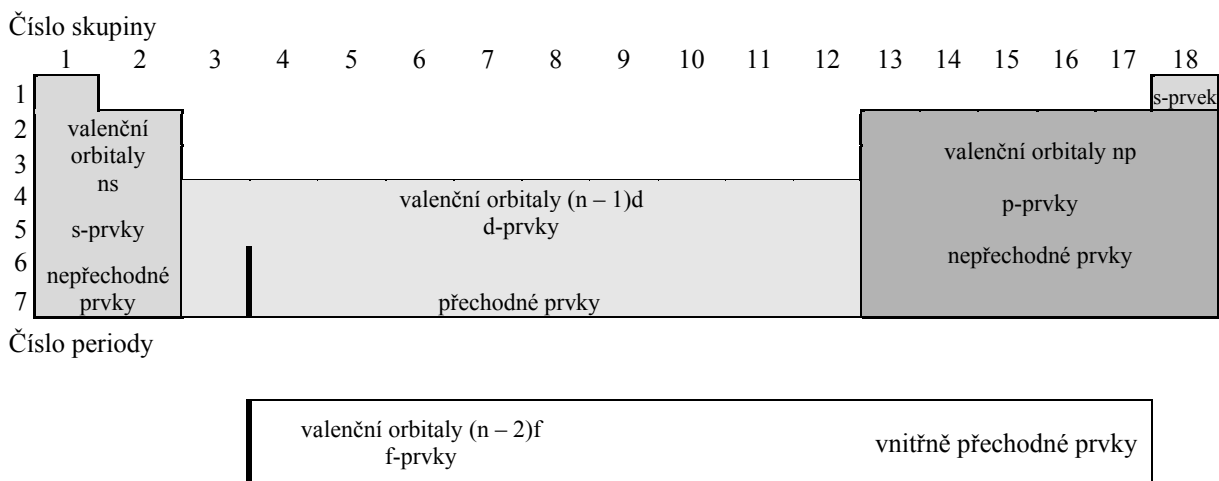 Číslo skupiny
1 2 3 4 5 6 7 8 9 10 11 12 13 14 15 16 17 18
1
2
3
4
5
6
7
s-prvek
valenční
orbitaly
ns
s-prvky
nepřechodné
prvky
valenční orbitaly (n – 1)d
d-prvky
přechodné prvky
valenční orbitaly np
p-prvky
nepřechodné prvky
Číslo periody
valenční orbitaly (n – 2)f
f-prvky
vnitřně přechodné prvky